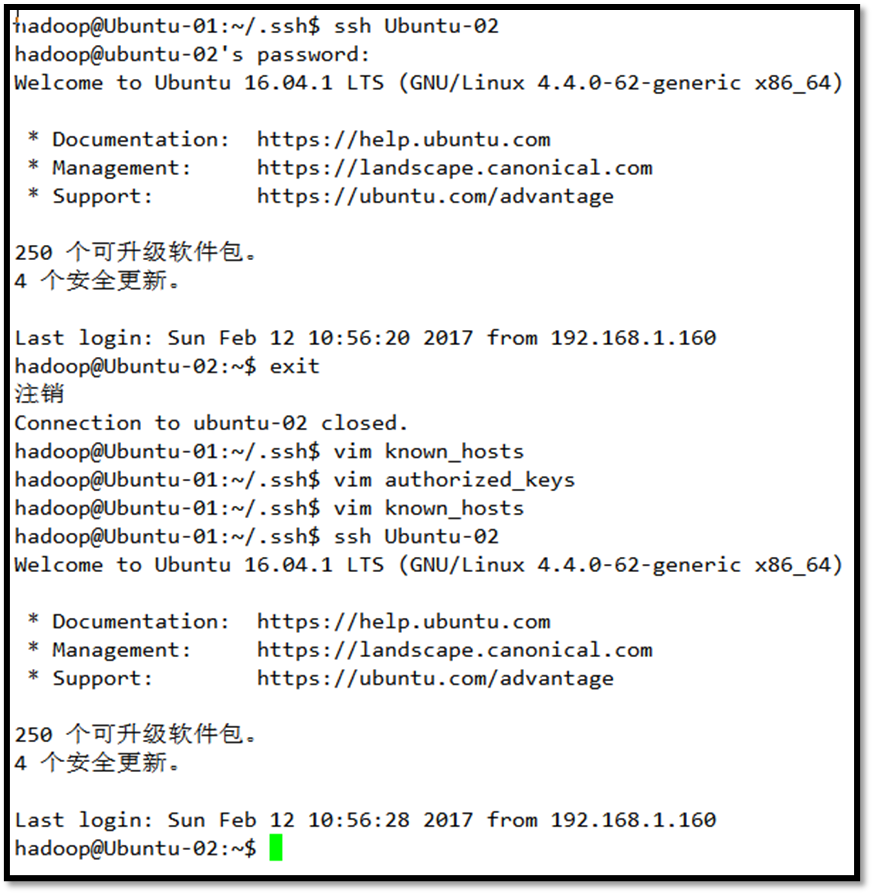 hadoop@Ubuntu-01:~/.ssh$ ssh Ubuntu-02
hadoop@ubuntu-02's password:
Welcome to Ubuntu 16.04.1 LTS (GNU/Linux 4.4.0-62-generic x86_64)
* Documentation:  https://help.ubuntu.com
* Management:     https://landscape.canonical.com
* Support:        https://ubuntu.com/advantage
250 个可升级软件包。
4 个安全更新。
Last login: Sun Feb 12 10:56:20 2017 from 192.168.1.160
hadoop@Ubuntu-02:~$ exit
注销
Connection to ubuntu-02 closed.
hadoop@Ubuntu-01:~/.ssh$ vim known_hosts
hadoop@Ubuntu-01:~/.ssh$ vim authorized_keys
hadoop@Ubuntu-01:~/.ssh$ vim known_hosts
hadoop@Ubuntu-01:~/.ssh$ ssh Ubuntu-02
Welcome to Ubuntu 16.04.1 LTS (GNU/Linux 4.4.0-62-generic x86_64)
* Documentation:  https://help.ubuntu.com
* Management:     https://landscape.canonical.com
* Support:        https://ubuntu.com/advantage
250 个可升级软件包。
4 个安全更新。
Last login: Sun Feb 12 10:56:28 2017 from 192.168.1.160
hadoop@Ubuntu-02:~$